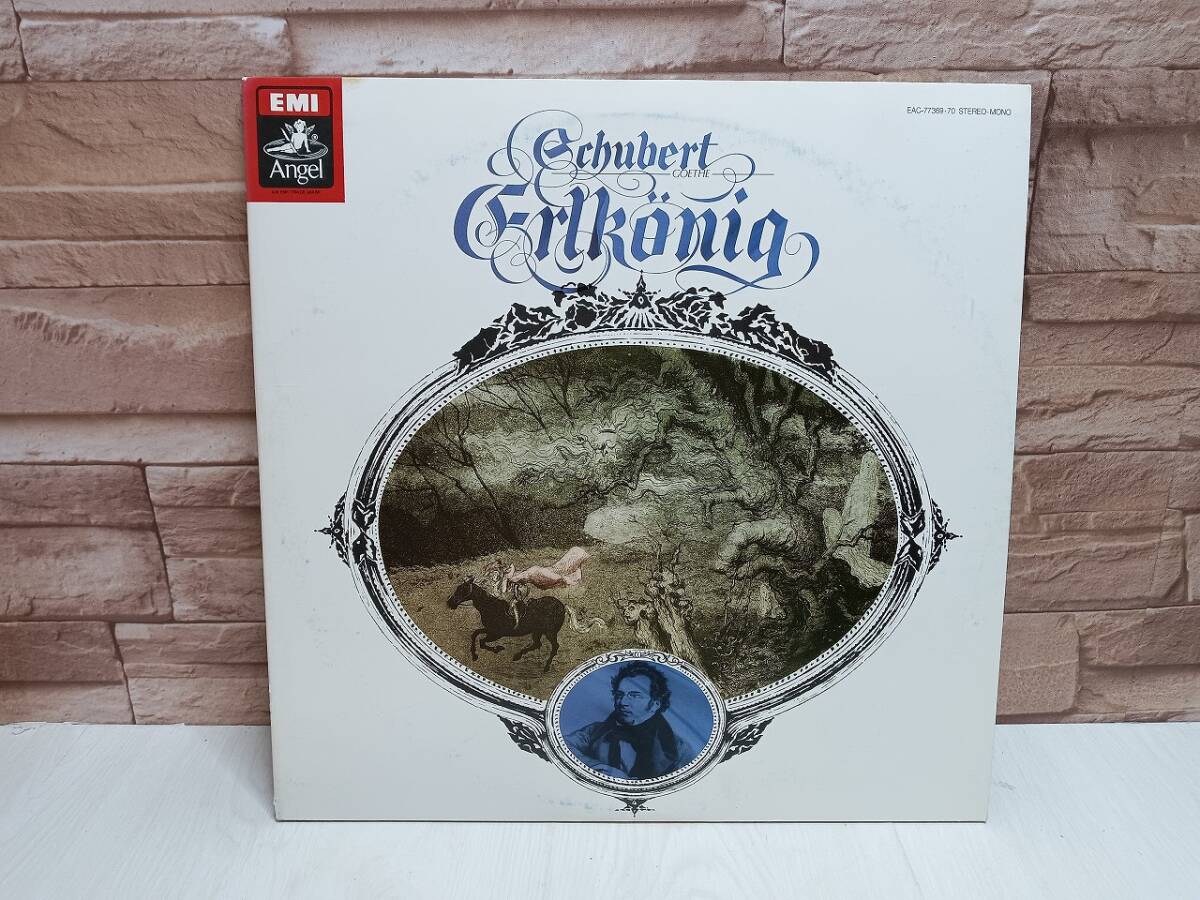 EMI
Angel
EAC-77369·70 STEREO-MONO
Schubert
GOETHE
Erlkönig